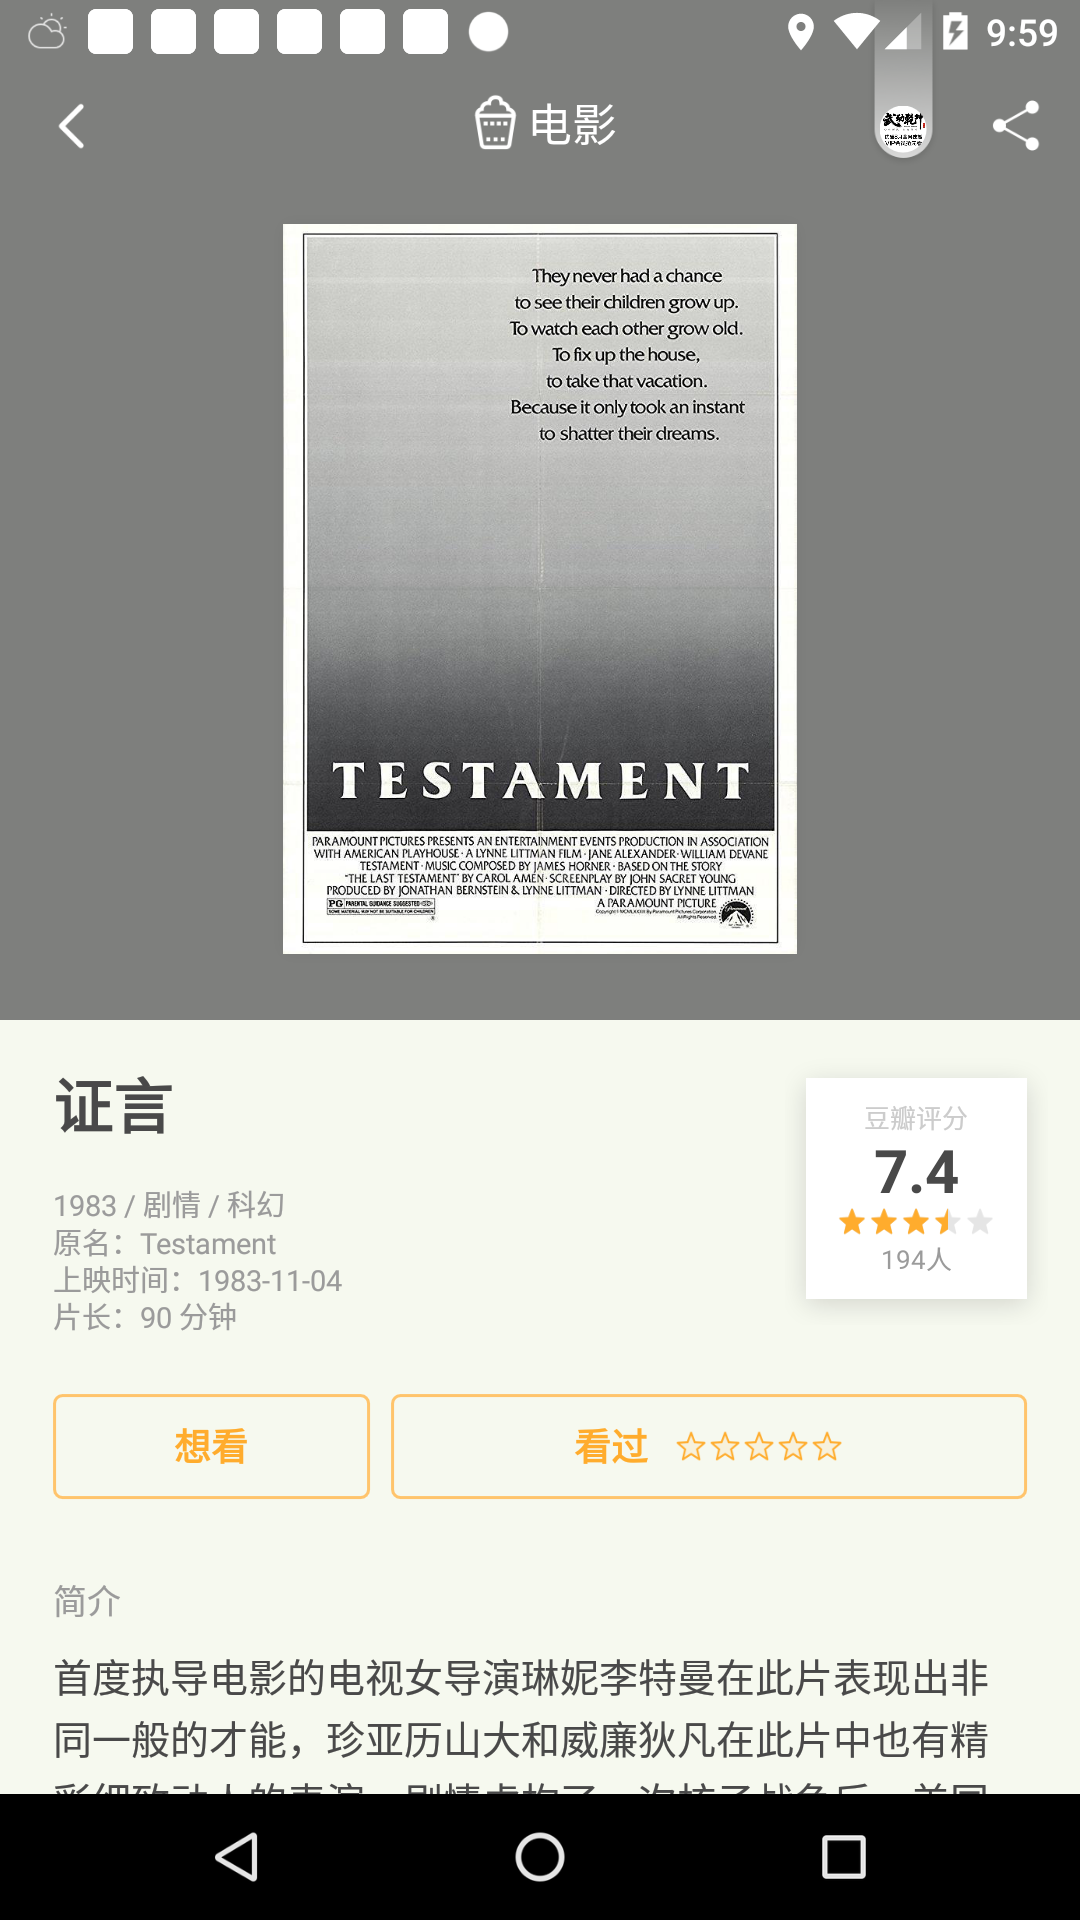 9:59
电影
They never had a chance
to see their children grow up.
To watch each other grow old.
To fix up the house,
to take that vacation.
Because it only took an instant
to shatter their dreams.
TESTAMENT
PARAMOUNT PICTURES PRESENTS AN ENTERTAINMENT EVENTS PRODUCTION IN ASSOCIATION
WITH AMERICAN PLAYHOUSE · A LYNNE LITTMAN FILM · JANE ALEXANDER · WILLIAM DEVANE
TESTAMENT · MUSIC COMPOSED BY JAMES HORNER · BASED ON THE STORY
"THE LAST TESTAMENT" BY CAROL AMEN · SCREENPLAY BY JOHN SACRET YOUNG
PRODUCED BY JONATHAN BERNSTEIN & LYNNE LITTMAN · DIRECTED BY LYNNE LITTMAN
PG PARENTAL GUIDANCE SUGGESTED
SOME MATERIAL MAY NOT BE SUITABLE FOR CHILDREN
A PARAMOUNT PICTURE
证言
豆瓣评分
7.4
194人
1983 / 剧情 / 科幻
原名：Testament
上映时间：1983-11-04
片长：90 分钟
想看
看过
简介
首度执导电影的电视女导演琳妮李特曼在此片表现出非
同一般的才能，珍亚历山大和威廉狄凡在此片中也有精